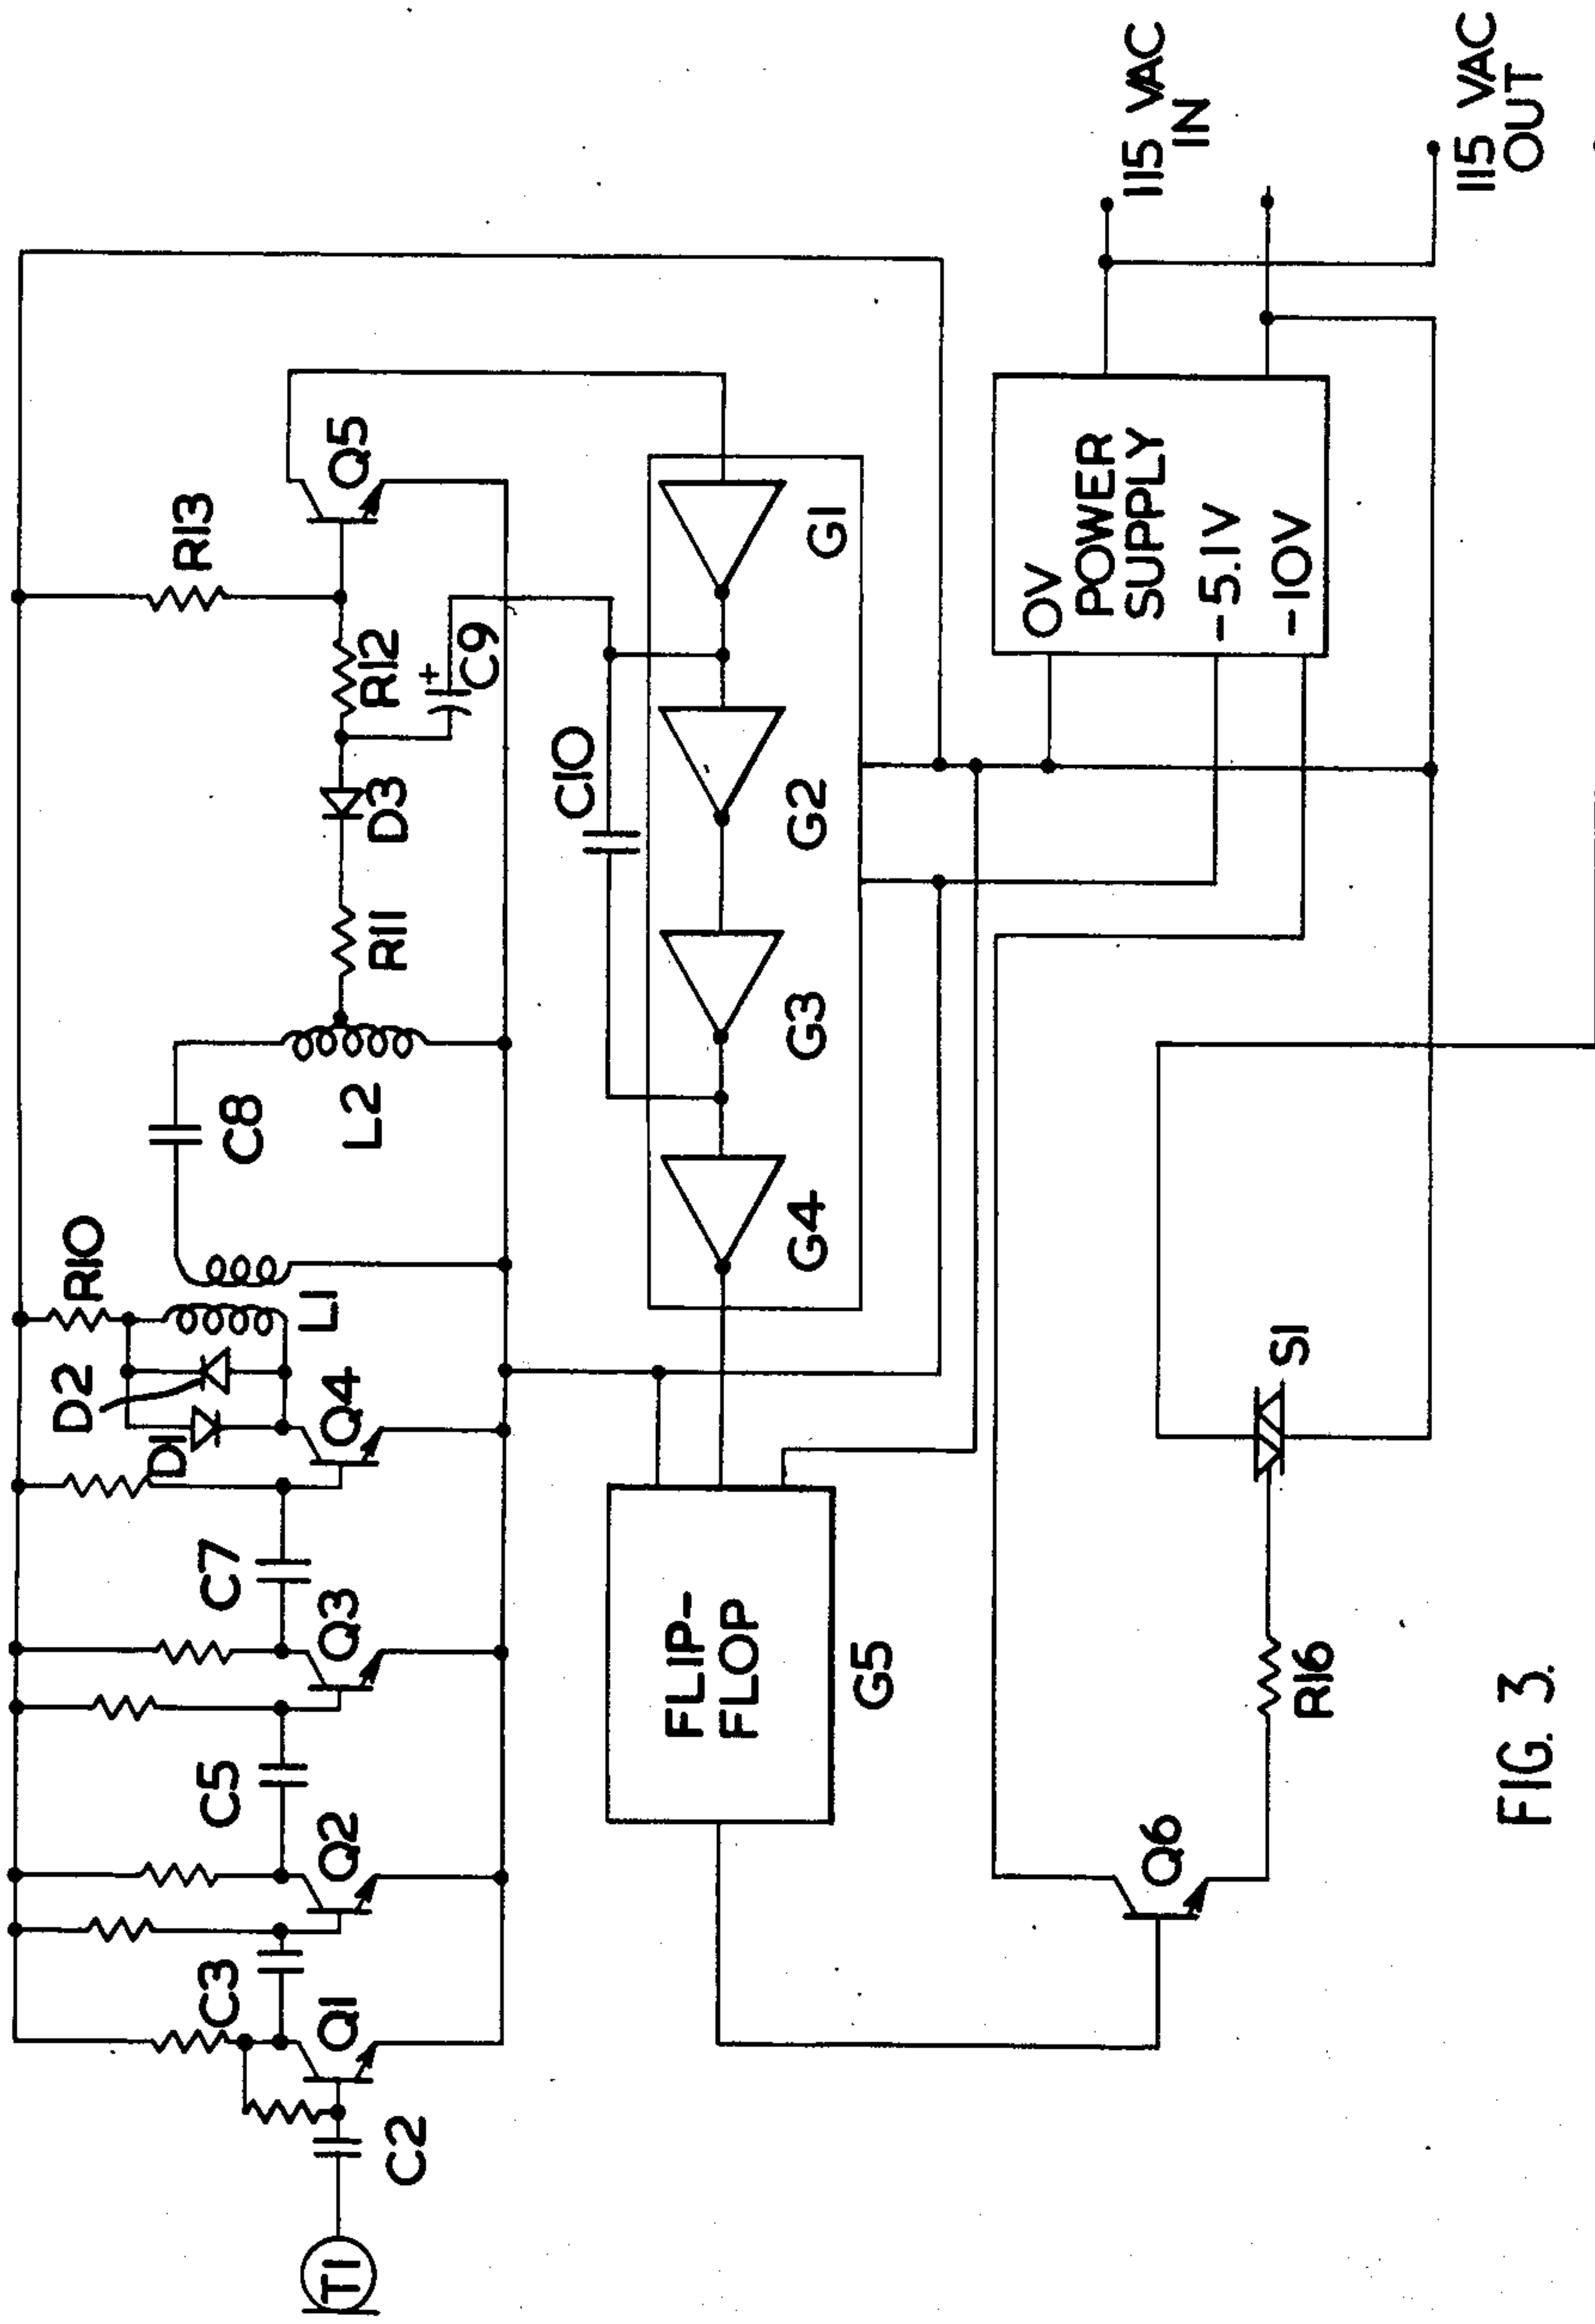 T1
C2
Q1
C3
Q2
C5
Q3
C7
Q4
D1
D2
R10
L1
C8
L2
R11
D3
R12
C9
+
R13
Q5
C10
G1
G2
G3
G4
FLIP-
FLOP
G5
Q6
R16
S1
0V
POWER
SUPPLY
-5.1V
-10V
115 VAC
IN
115 VAC
OUT
FIG. 3.